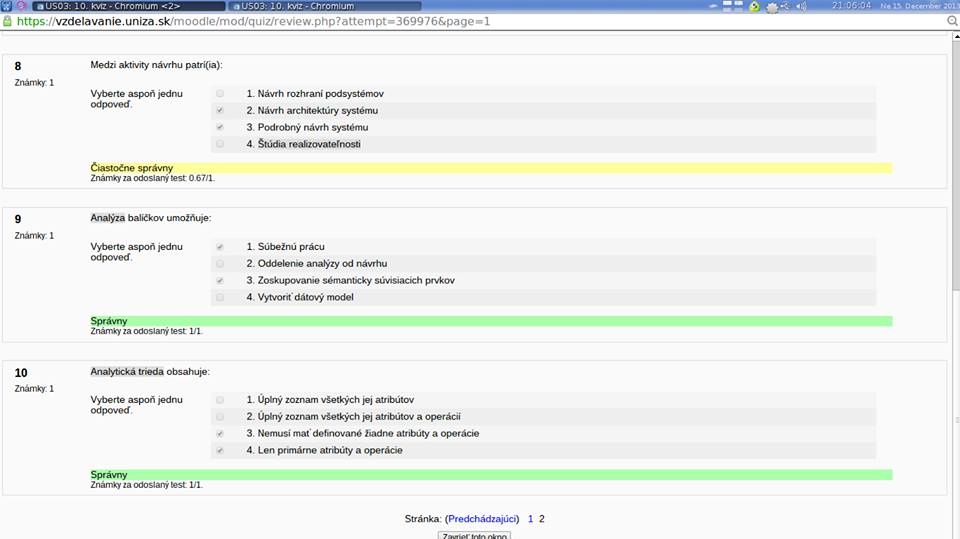 US03: 10. kvíz - Chromium <2>
US03: 10. kvíz - Chromium
21:06:04
Ne 15. December 2013
https://vzdelavanie.uniza.sk/moodle/mod/quiz/review.php?attempt=369976&page=1
8
Známky: 1
Medzi aktivity návrhu patrí(ia):
Vyberte aspoň jednu
odpoveď.
1. Návrh rozhraní podsystémov
2. Návrh architektúry systému
3. Podrobný návrh systému
4. Štúdia realizovateľnosti
Čiastočne správny
Známky za odoslaný test: 0.67/1.
9
Známky: 1
Analýza balíčkov umožňuje:
Vyberte aspoň jednu
odpoveď.
1. Súbežnú prácu
2. Oddelenie analýzy od návrhu
3. Zoskupovanie sémanticky súvisiacich prvkov
4. Vytvoriť dátový model
Správny
Známky za odoslaný test: 1/1.
10
Známky: 1
Analytická trieda obsahuje:
Vyberte aspoň jednu
odpoveď.
1. Úplný zoznam všetkých jej atribútov
2. Úplný zoznam všetkých jej atribútov a operácií
3. Nemusí mať definované žiadne atribúty a operácie
4. Len primárne atribúty a operácie
Správny
Známky za odoslaný test: 1/1.
Stránka: (Predchádzajúci) 1 2
Zavrieť toto okno